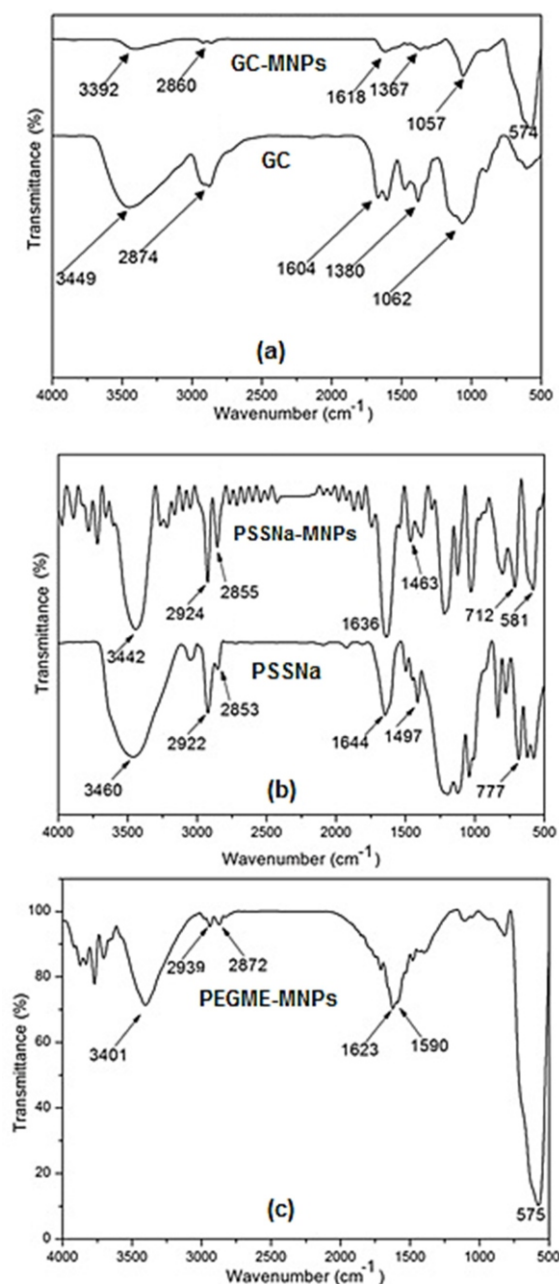 GC-MNPs
3392
2860
1618
1367
1057
574
GC
3449
2874
1604
1380
1062
Transmittance (%)
(a)
4000 3500 3000 2500 2000 1500 1000 500
Wavenumber (cm-1)
PSSNa-MNPs
3442
2924
2855
1636
1463
712
581
PSSNa
3460
2922
2853
1644
1497
777
Transmittance (%)
(b)
4000 3500 3000 2500 2000 1500 1000 500
Wavenumber (cm-1)
100
80
60
40
20
0
Transmittance (%)
2939
2872
PEGME-MNPs
3401
1623
1590
575
(c)
4000 3500 3000 2500 2000 1500 1000 500
Wavenumber (cm-1)